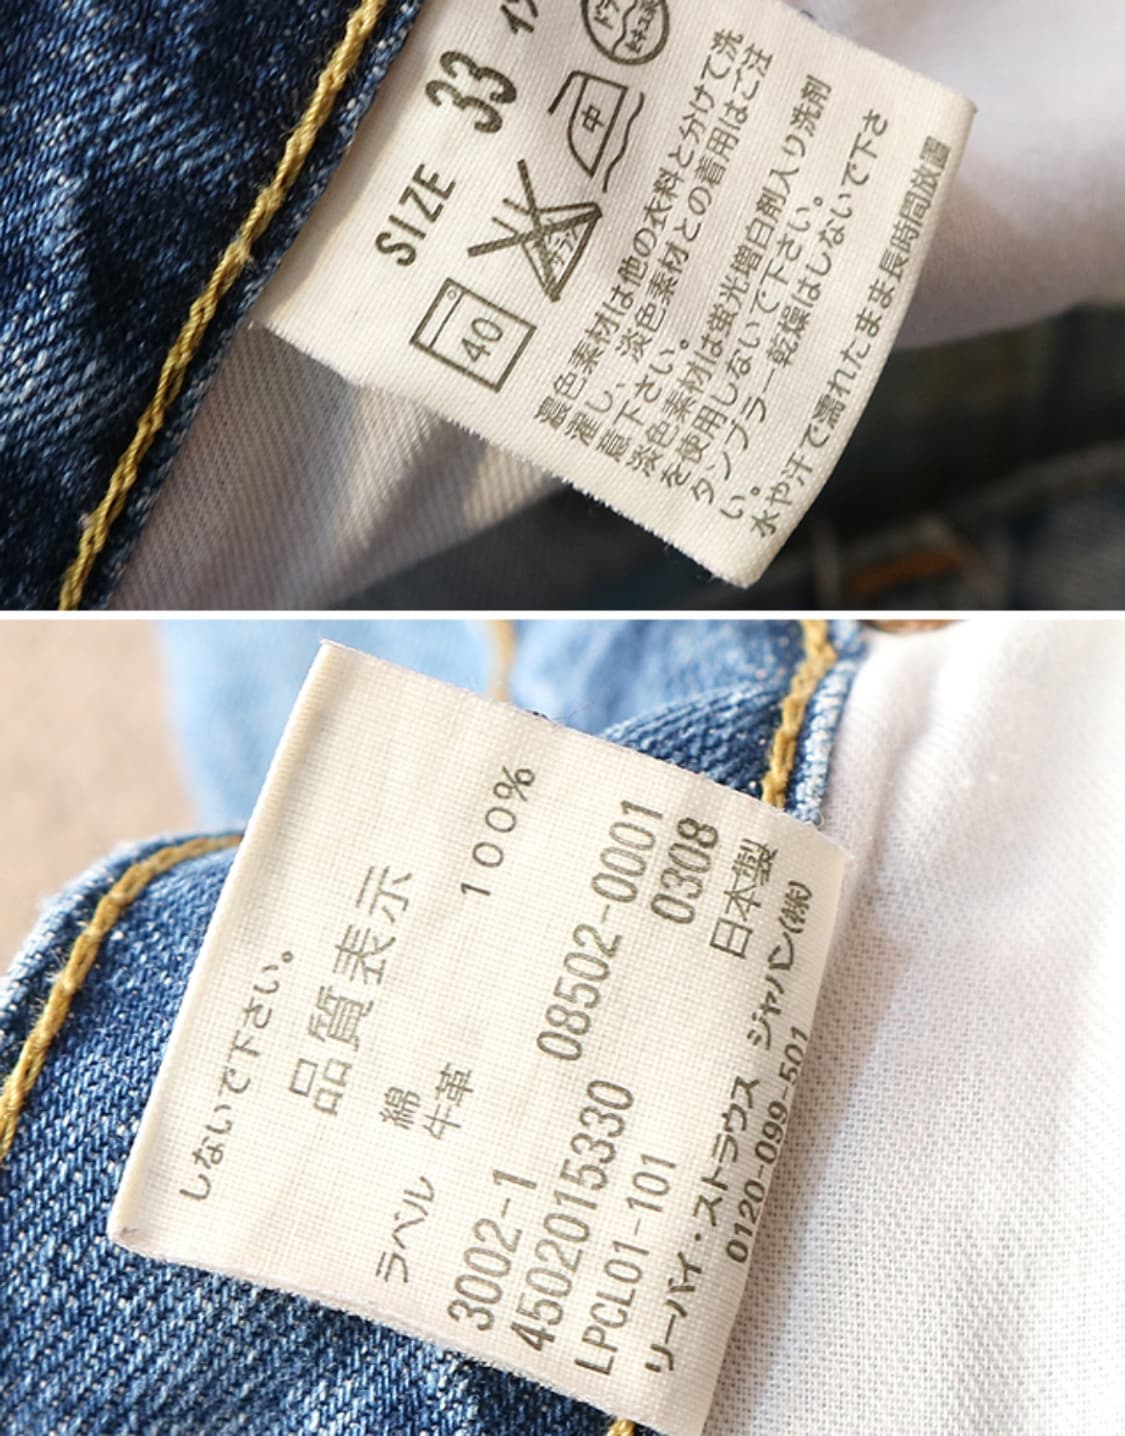 SIZE 33
40
中
濃色素材は他の衣料と分けて洗
濯し、淡色素材との着用はご注
意下さい。
淡色素材は蛍光増白剤入り洗剤
を使用しないで下さい。
タンブラー乾燥はしないで下さ
い。
水や汗で濡れたまま長時間放置
しないで下さい。
品質表示
綿 100%
ラベル 牛革
3002-1 08502-0001
4502015330 0308
LPCL01-101 日本製
リーバイ・ストラウス ジャパン(株)
0120-099-501